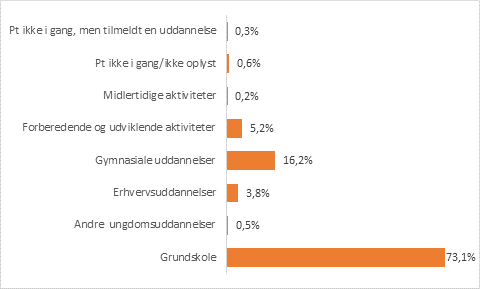 Pt ikke i gang, men tilmeldt en uddannelse 0,3%
Pt ikke i gang/ikke oplyst 0,6%
Midlertidige aktiviteter 0,2%
Forberedende og udviklende aktiviteter 5,2%
Gymnasiale uddannelser 16,2%
Erhvervsuddannelser 3,8%
Andre ungdomsuddannelser 0,5%
Grundskole 73,1%